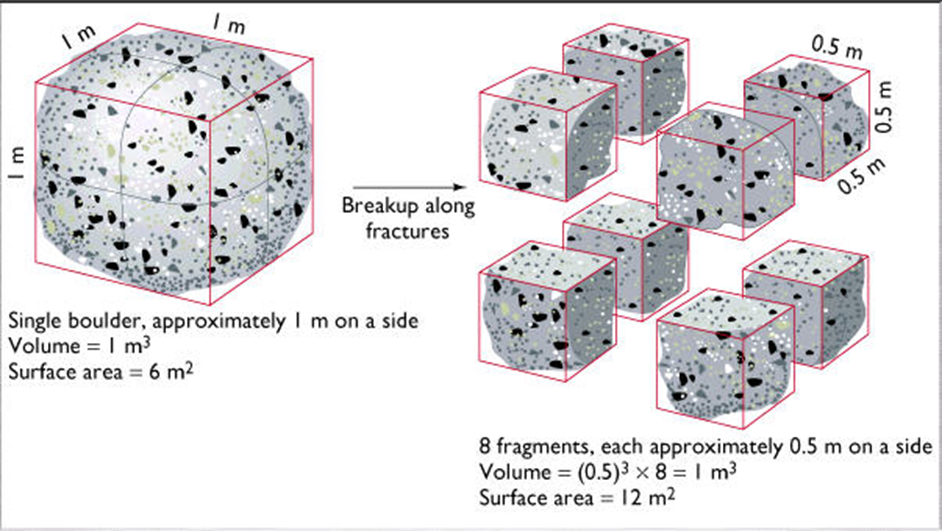 1 m
1 m
1 m
Single boulder, approximately 1 m on a side
Volume = 1 m³
Surface area = 6 m²
Breakup along
fractures
0.5 m
0.5 m
0.5 m
8 fragments, each approximately 0.5 m on a side
Volume = (0.5)³ × 8 = 1 m³
Surface area = 12 m²